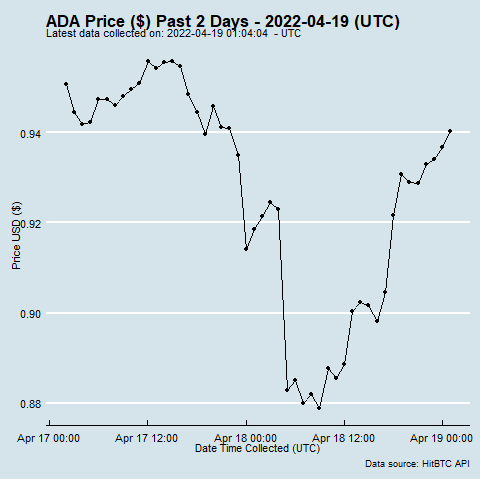 ADA Price ($) Past 2 Days - 2022-04-19 (UTC)
Latest data collected on: 2022-04-19 01:04:04 - UTC
Price USD ($)
0.94
0.92
0.90
0.88
Apr 17 00:00 Apr 17 12:00 Apr 18 00:00 Apr 18 12:00 Apr 19 00:00
Date Time Collected (UTC)
Data source: HitBTC API